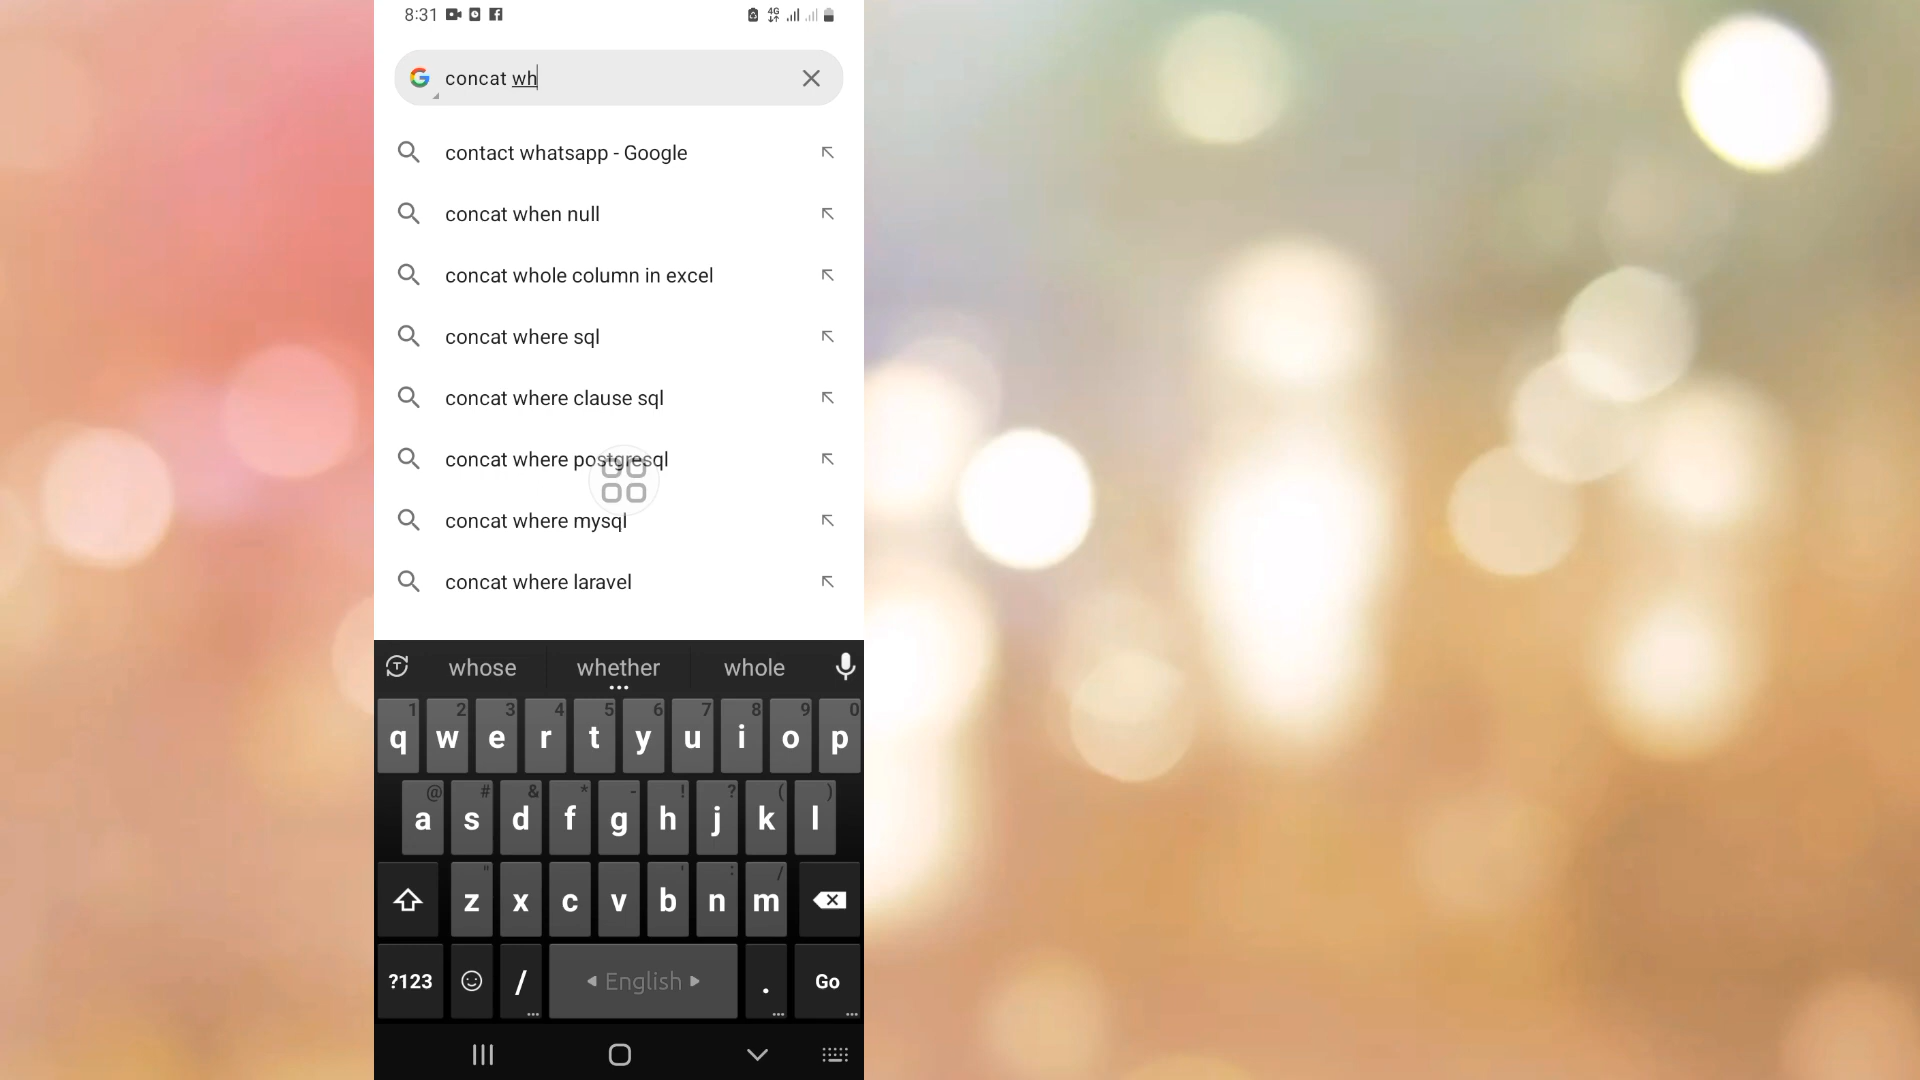 8:31
4G
concat wh
contact whatsapp - Google
concat when null
concat whole column in excel
concat where sql
concat where clause sql
concat where postgresql
concat where mysql
concat where laravel
whose whether whole
1 2 3 4 5 6 7 8 9 0
q w e r t y u i o p
@ # & * - ! ? ( )
a s d f g h j k l
" ' : /
z x c v b n m
?123 / English . Go